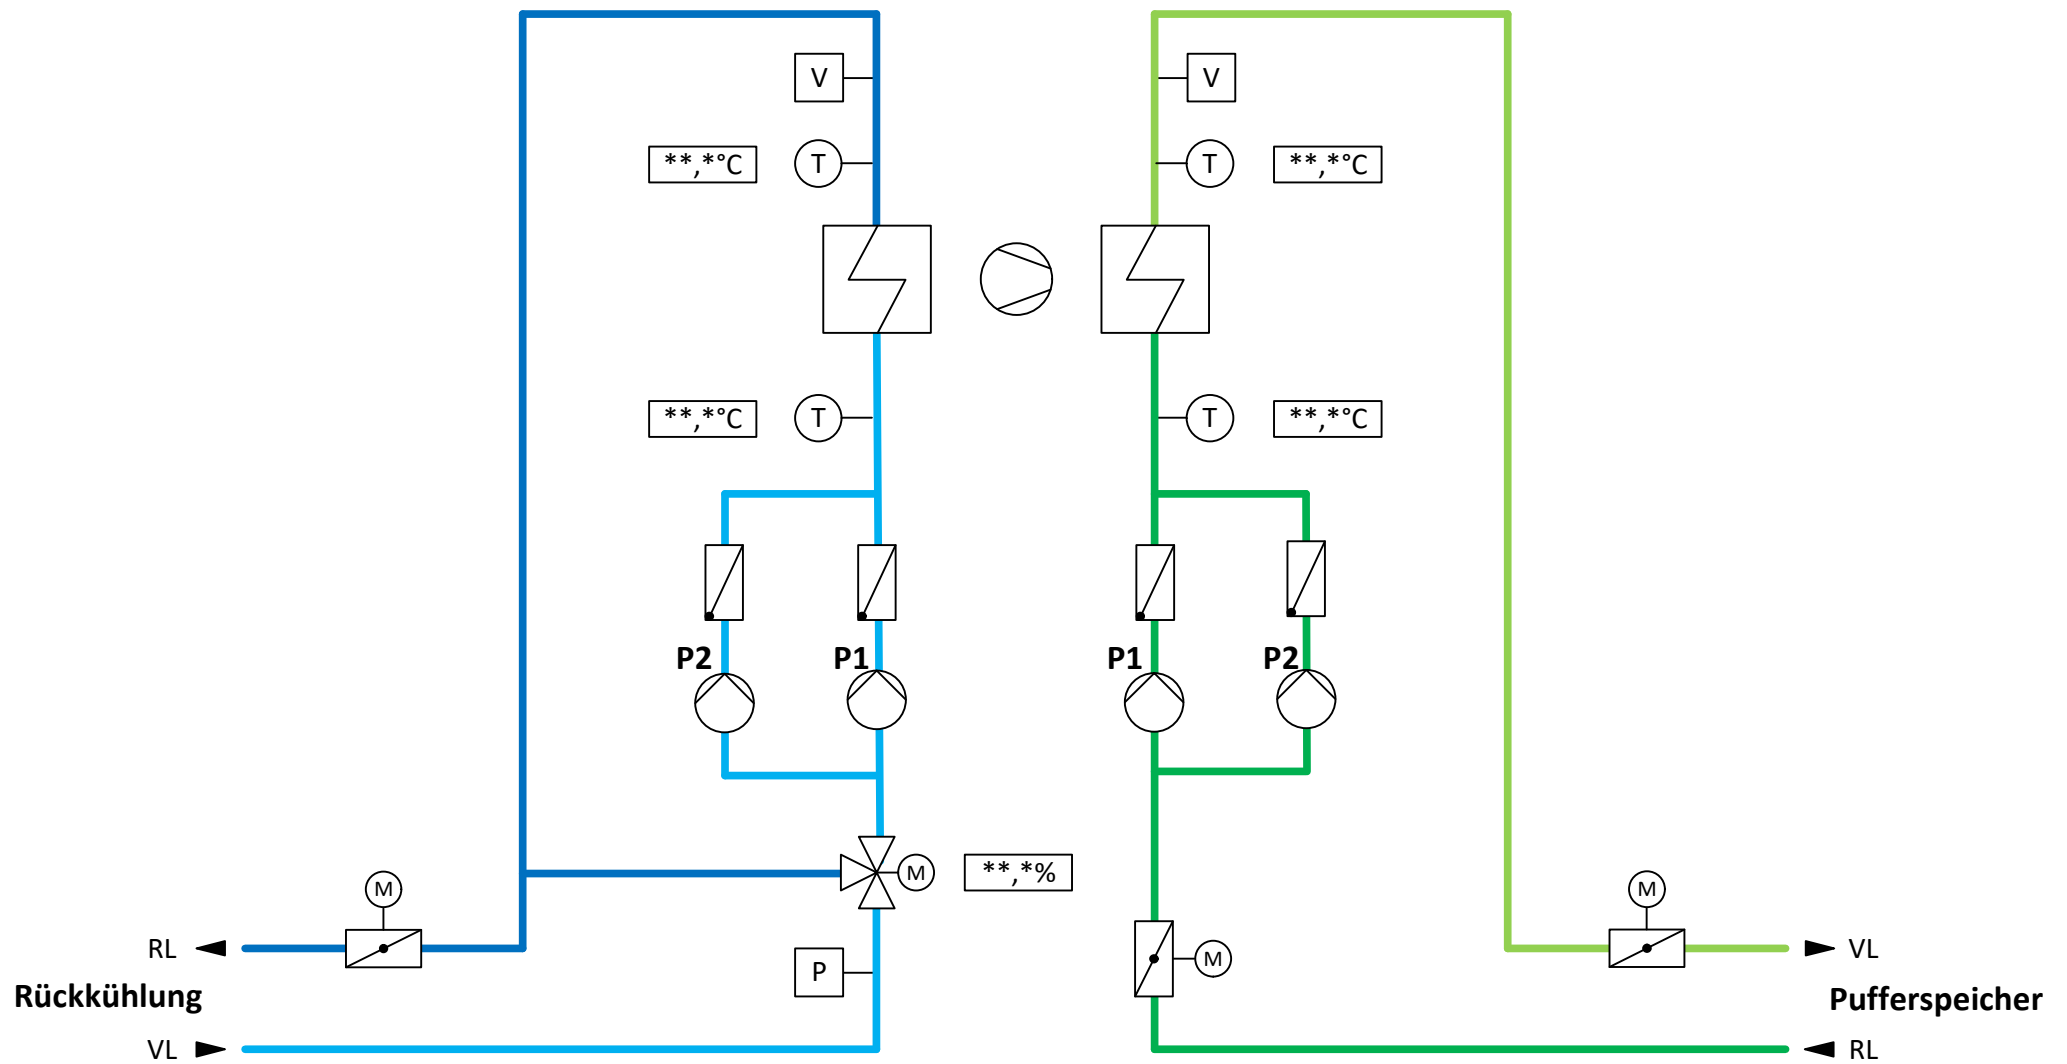 V
V
**,*°C
T
T
**,*°C
**,*°C
T
T
**,*°C
P2
P1
P1
P2
M
**,*%
M
M
RL
VL
P
M
Rückkühlung
Pufferspeicher
VL
RL